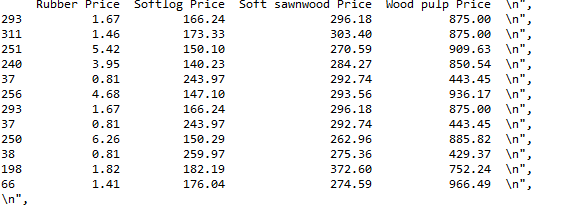 Rubber Price  Softlog Price  Soft sawnwood Price  Wood pulp Price  \n",
293          1.67         166.24               296.18           875.00  \n",
311          1.46         173.33               303.40           875.00  \n",
251          5.42         150.10               270.59           909.63  \n",
240          3.95         140.23               284.27           850.54  \n",
37           0.81         243.97               292.74           443.45  \n",
256          4.68         147.10               293.56           936.17  \n",
293          1.67         166.24               296.18           875.00  \n",
37           0.81         243.97               292.74           443.45  \n",
250          6.26         150.29               262.96           885.82  \n",
38           0.81         259.97               275.36           429.37  \n",
198          1.82         182.19               372.60           752.24  \n",
66           1.41         176.04               274.59           966.49  \n",
\n",